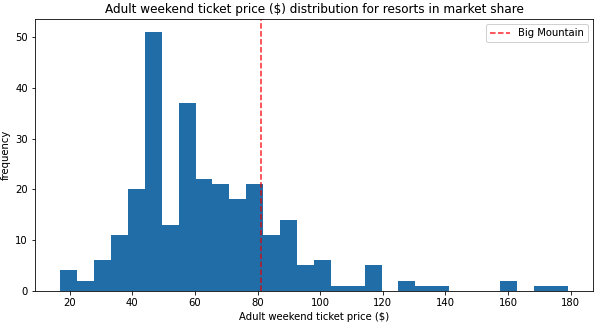 Adult weekend ticket price ($) distribution for resorts in market share
Big Mountain
frequency
50
40
30
20
10
0
20 40 60 80 100 120 140 160 180
Adult weekend ticket price ($)